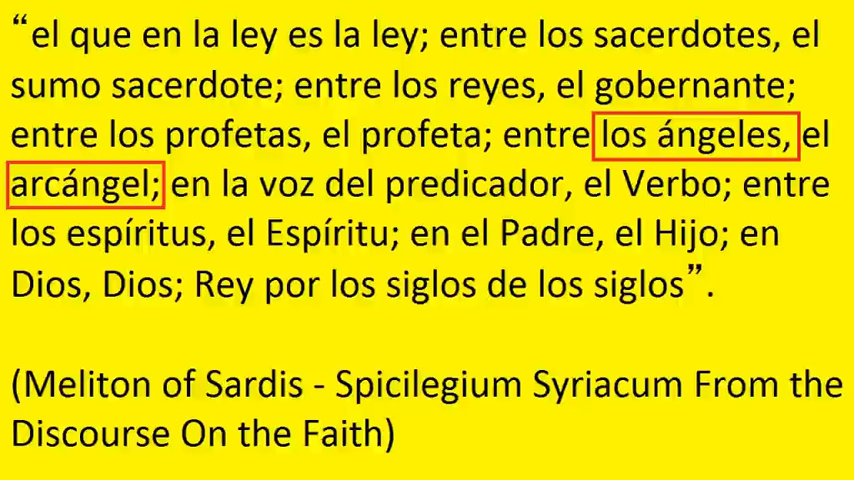 “el que en la ley es la ley; entre los sacerdotes, el
sumo sacerdote; entre los reyes, el gobernante;
entre los profetas, el profeta; entre los ángeles, el
arcángel; en la voz del predicador, el Verbo; entre
los espíritus, el Espíritu; en el Padre, el Hijo; en
Dios, Dios; Rey por los siglos de los siglos”.
(Meliton of Sardis - Spicilegium Syriacum From the
Discourse On the Faith)